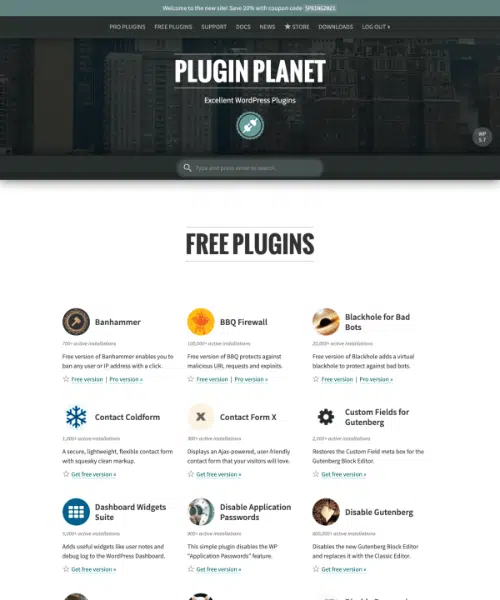 Welcome to the new site! Save 20% with coupon code SPRING2021
PRO PLUGINS FREE PLUGINS SUPPORT DOCS NEWS ★ STORE DOWNLOADS LOG OUT
PLUGIN PLANET
Excellent WordPress Plugins
WP
5.7
Type and press enter to search
FREE PLUGINS
Banhammer
700+ active installations
Free version of Banhammer enables you to
ban any user or IP address with a click.
☆ Free version | Pro version »
BBQ Firewall
100,000+ active installations
Free version of BBQ protects against
malicious URL requests and exploits.
☆ Free version | Pro version »
Blackhole for Bad
Bots
20,000+ active installations
Free version of Blackhole adds a virtual
blackhole to protect against bad bots.
☆ Free version | Pro version »
Contact Coldform
1,000+ active installations
A secure, lightweight, flexible contact form
with squeaky clean markup.
☆ Get free version »
Contact Form X
300+ active installations
Displays an Ajax-powered, user-friendly
contact form that your visitors will love.
☆ Get free version »
Custom Fields for
Gutenberg
2,000+ active installations
Restores the Custom Field meta box for the
Gutenberg Block Editor.
☆ Get free version »
Dashboard Widgets
Suite
5,000+ active installations
Adds useful widgets like user notes and
debug log to the WordPress Dashboard.
☆ Get free version »
Disable Application
Passwords
900+ active installations
This simple plugin disables the WP
"Application Passwords" feature.
☆ Get free version »
Disable Gutenberg
600,000+ active installations
Disables the new Gutenberg Block Editor
and replaces it with the Classic Editor.
☆ Get free version »